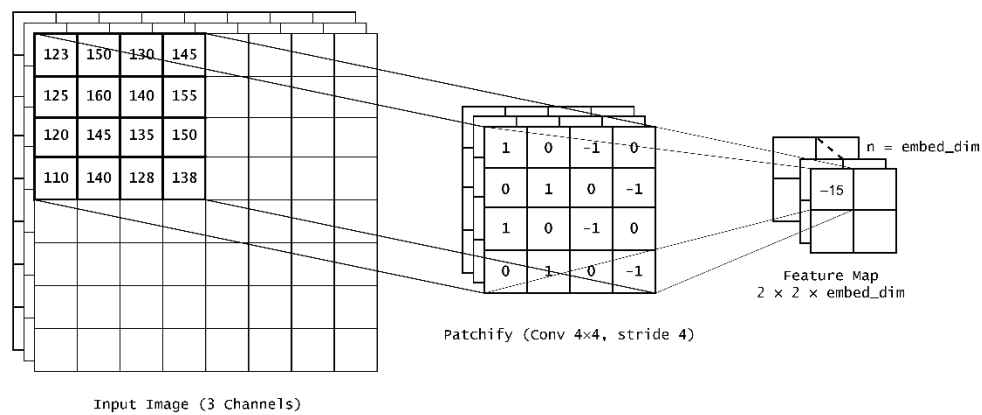 123 150 130 145
125 160 140 155
120 145 135 150
110 140 128 138
Input Image (3 Channels)
1 0 -1 0
0 1 0 -1
1 0 -1 0
0 1 0 -1
Patchify (Conv 4×4, stride 4)
n = embed_dim
-15
Feature Map
2 × 2 × embed_dim